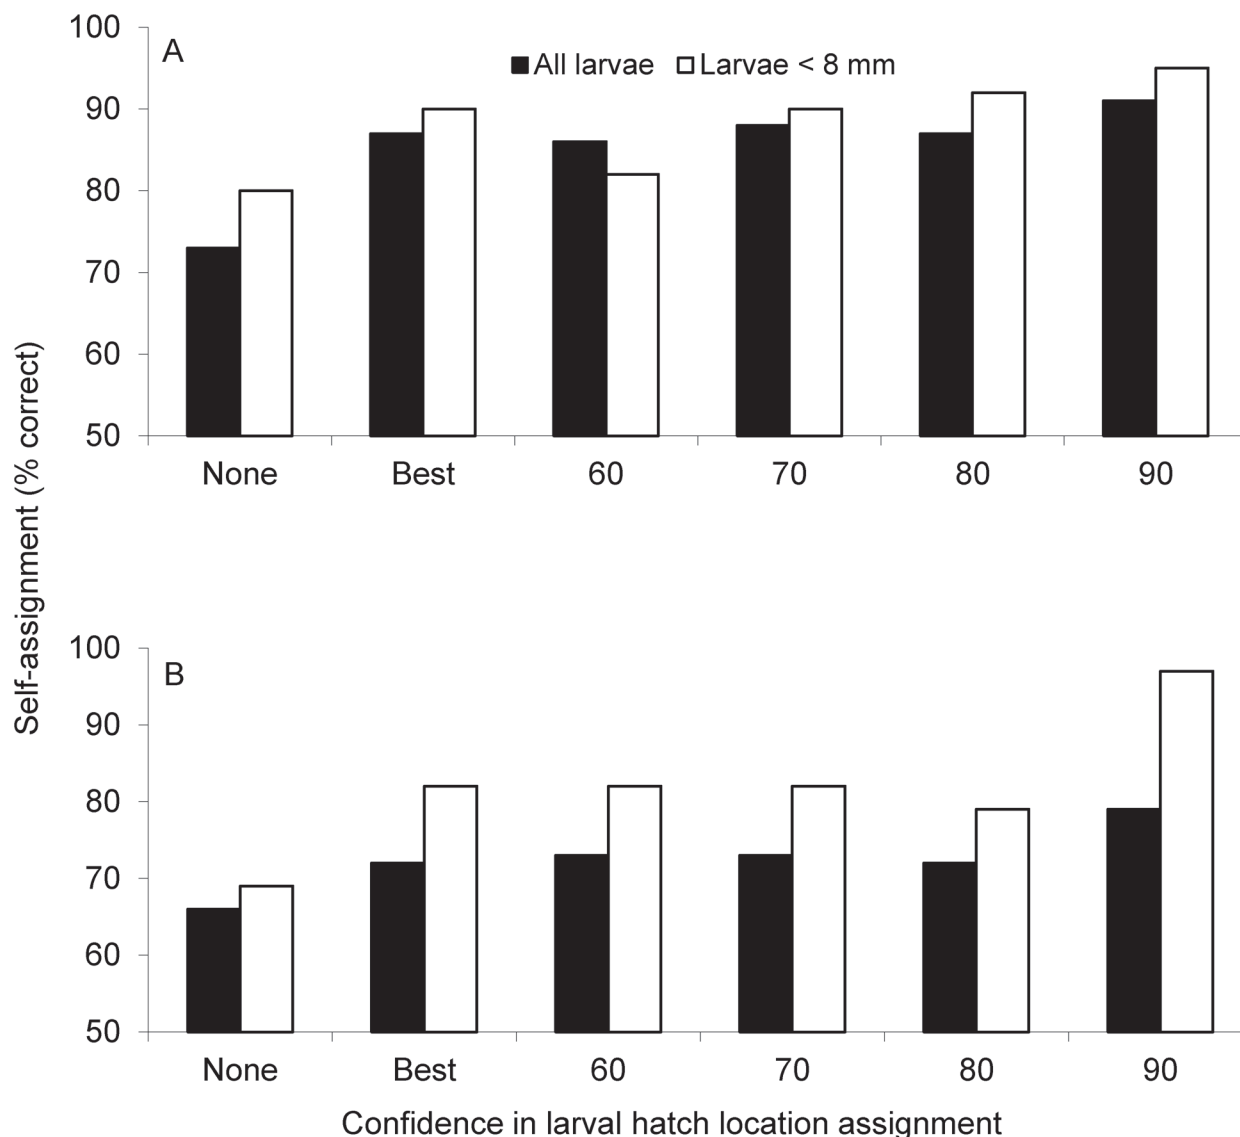 A
All larvae
Larvae < 8 mm
100
90
80
70
60
50
None
Best
60
70
80
90
Self-assignment (% correct)
B
100
90
80
70
60
50
None
Best
60
70
80
90
Confidence in larval hatch location assignment